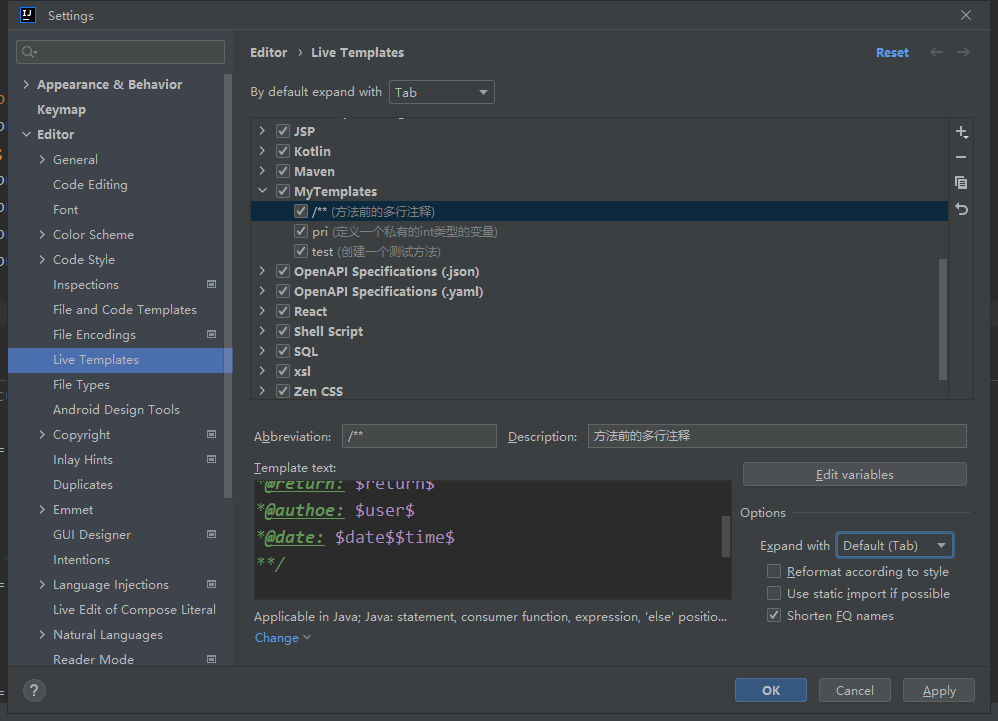 Settings
Editor › Live Templates
Reset
Appearance & Behavior
Keymap
Editor
General
Code Editing
Font
Color Scheme
Code Style
Inspections
File and Code Templates
File Encodings
Live Templates
File Types
Android Design Tools
Copyright
Inlay Hints
Duplicates
Emmet
GUI Designer
Intentions
Language Injections
Live Edit of Compose Literal
Natural Languages
Reader Mode
By default expand with Tab
JSP
Kotlin
Maven
MyTemplates
/** (方法前的多行注释)
pri (定义一个私有的int类型的变量)
test (创建一个测试方法)
OpenAPI Specifications (.json)
OpenAPI Specifications (.yaml)
React
Shell Script
SQL
xsl
Zen CSS
Abbreviation: /** Description: 方法前的多行注释
Template text:
*@return: $return$
*@authoe: $user$
*@date: $date$$time$
**/
Edit variables
Options
Expand with Default (Tab)
Reformat according to style
Use static import if possible
Shorten FQ names
Applicable in Java; Java: statement, consumer function, expression, 'else' positio...
Change
?
OK
Cancel
Apply